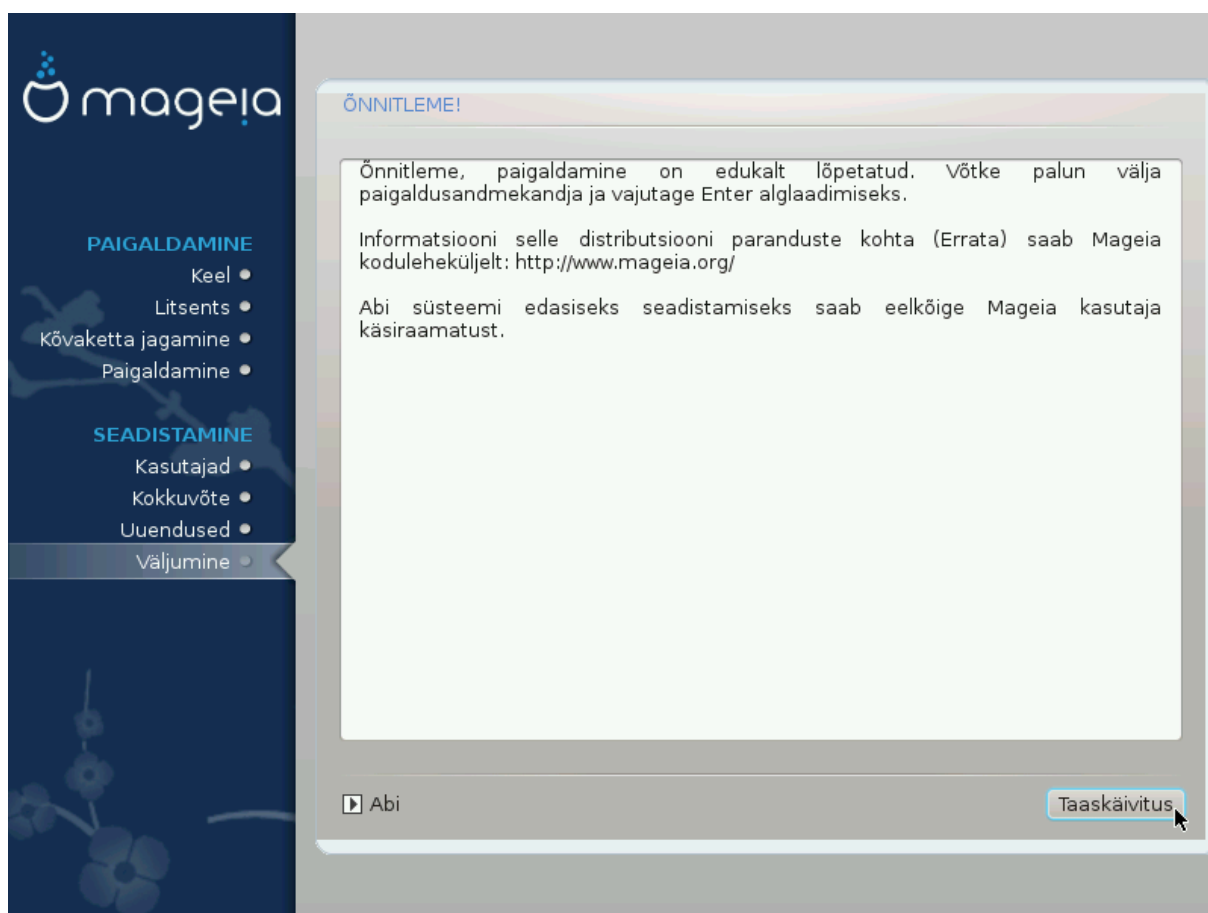 mageia
PAIGALDAMINE
Keel
Litsents
Kõvaketta jagamine
Paigaldamine
SEADISTAMINE
Kasutajad
Kokkuvõte
Uuendused
Väljumine
ÕNNITLEME!
Õnnitleme, paigaldamine on edukalt lõpetatud. Võtke palun välja
paigaldusandmekandja ja vajutage Enter alglaadimiseks.
Informatsiooni selle distributsiooni paranduste kohta (Errata) saab Mageia
koduleheküljelt: http://www.mageia.org/
Abi süsteemi edasiseks seadistamiseks saab eelkõige Mageia kasutaja
käsiraamatust.
Abi
Taaskäivitus